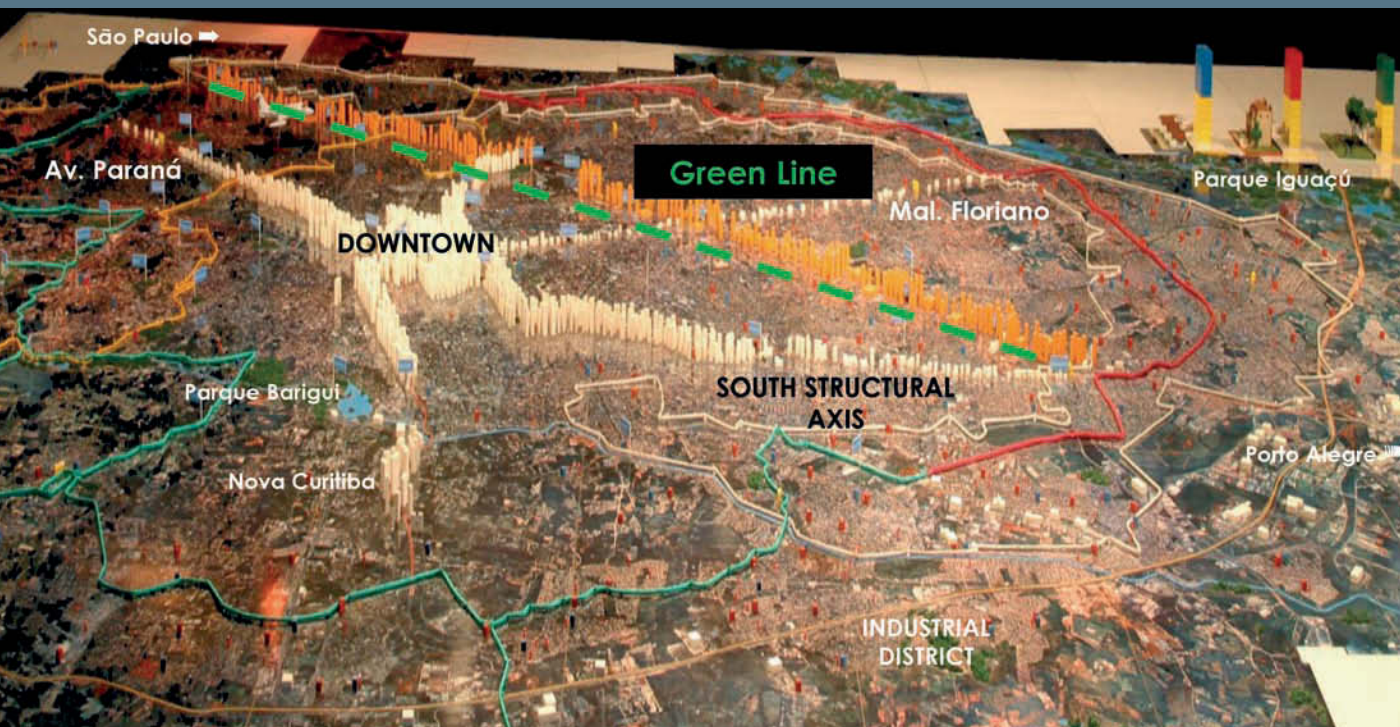 São Paulo
Av. Paraná
Green Line
Parque Iguaçú
Mal. Floriano
DOWNTOWN
SOUTH STRUCTURAL
AXIS
Parque Barigui
Nova Curitiba
Porto Alegre
INDUSTRIAL
DISTRICT